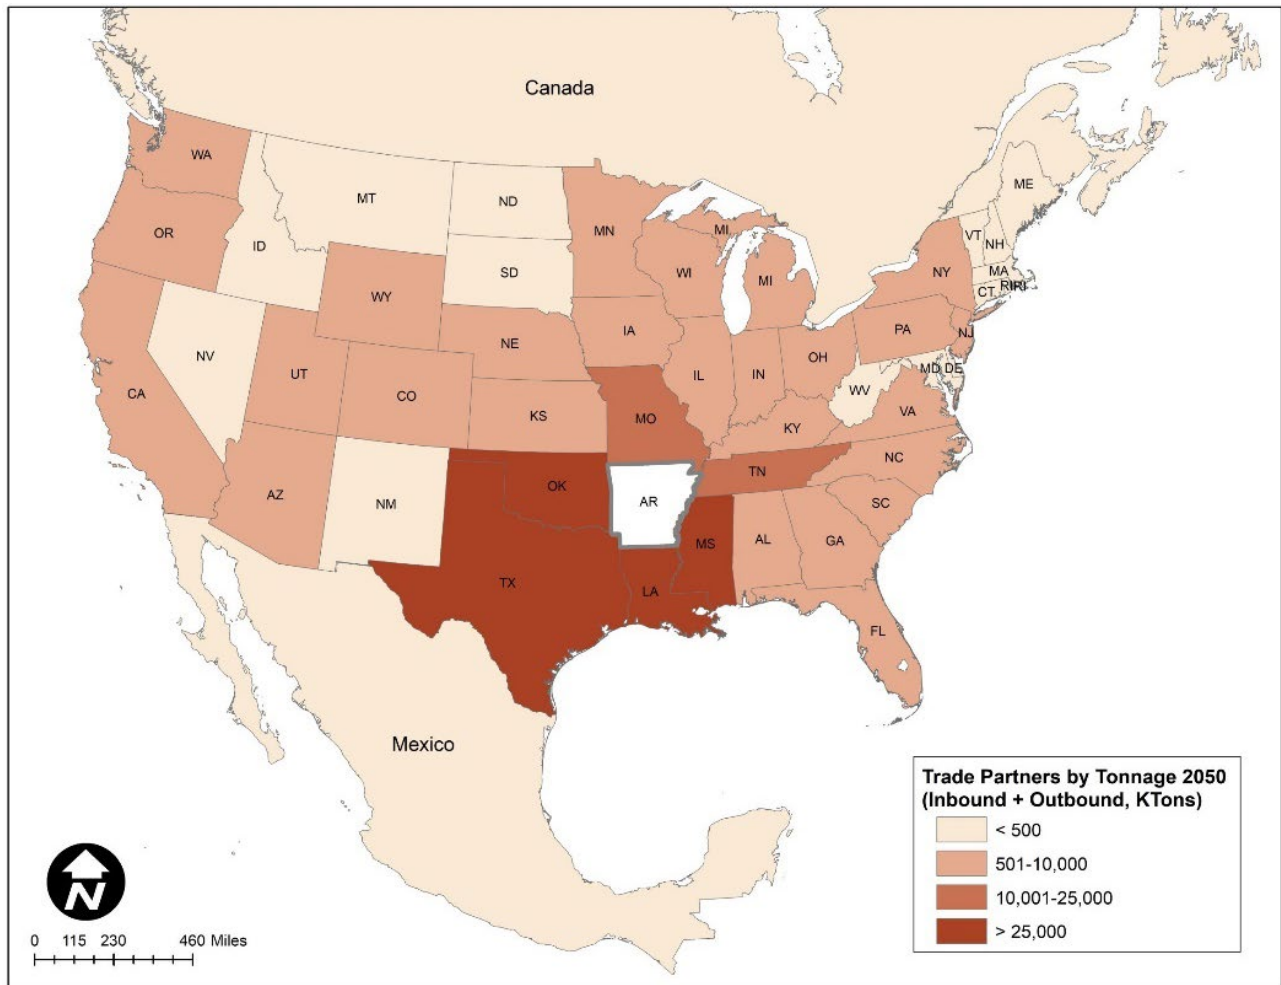 Canada
WA
MT
ND
ME
OR
ID
MN
MI
VT
NH
SD
WI
NY
MA
WY
MI
CT
RI
IA
PA
NE
NJ
NV
OH
UT
IL
IN
MD DE
CA
CO
WV
KS
MO
VA
KY
NC
TN
AZ
OK
NM
AR
SC
MS
AL
GA
TX
LA
FL
Mexico
Trade Partners by Tonnage 2050
(Inbound + Outbound, KTons)
< 500
501-10,000
10,001-25,000
> 25,000
N
0 115 230 460 Miles